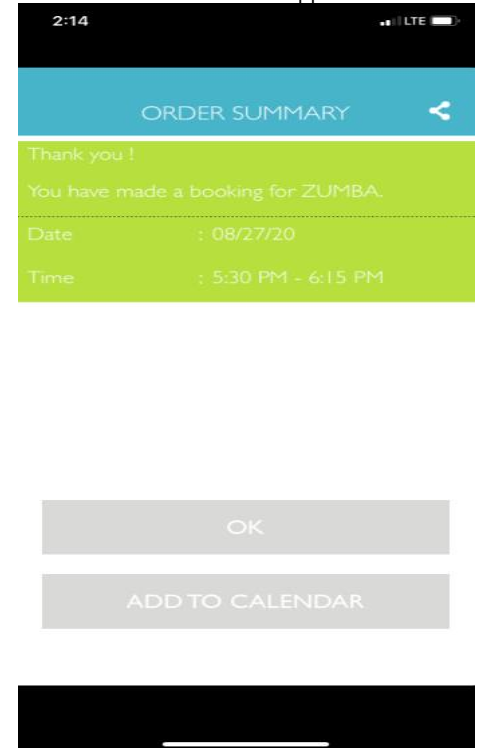 2:14 LTE
ORDER SUMMARY
Thank you !
You have made a booking for ZUMBA.
Date : 08/27/20
Time : 5:30 PM - 6:15 PM
OK
ADD TO CALENDAR